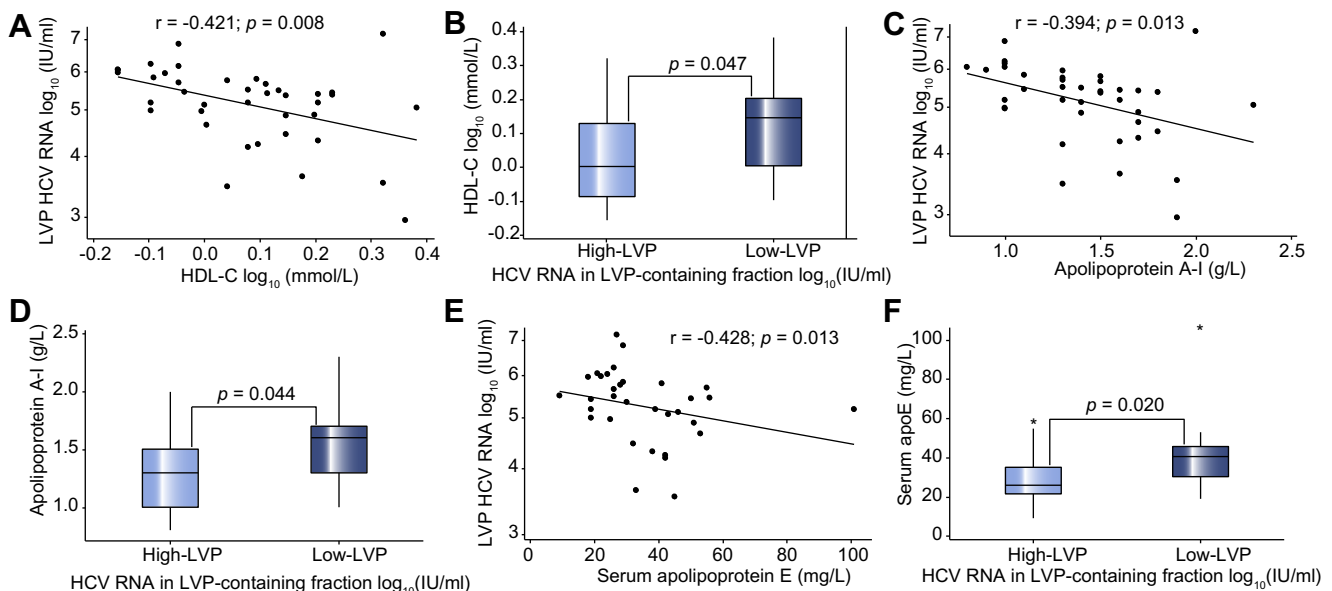 A
r = -0.421; p = 0.008
LVP HCV RNA log10 (IU/ml)
7
6
5
4
3
-0.2 -0.1 0.0 0.1 0.2 0.3 0.4
HDL-C log10 (mmol/L)
B
HDL-C log10 (mmol/L)
0.4
0.3
0.2
0.1
0.0
-0.1
-0.2
p = 0.047
High-LVP Low-LVP
HCV RNA in LVP-containing fraction log10(IU/ml)
C
r = -0.394; p = 0.013
LVP HCV RNA log10 (IU/ml)
7
6
5
4
3
1.0 1.5 2.0 2.5
Apolipoprotein A-I (g/L)
D
Apolipoprotein A-I (g/L)
2.5
2.0
1.5
1.0
p = 0.044
High-LVP Low-LVP
HCV RNA in LVP-containing fraction log10(IU/ml)
E
r = -0.428; p = 0.013
LVP HCV RNA log10 (IU/ml)
7
6
5
4
3
0 20 40 60 80 100
Serum apolipoprotein E (mg/L)
F
Serum apoE (mg/L)
100
80
60
40
20
0
*
p = 0.020
*
High-LVP Low-LVP
HCV RNA in LVP-containing fraction log10(IU/ml)